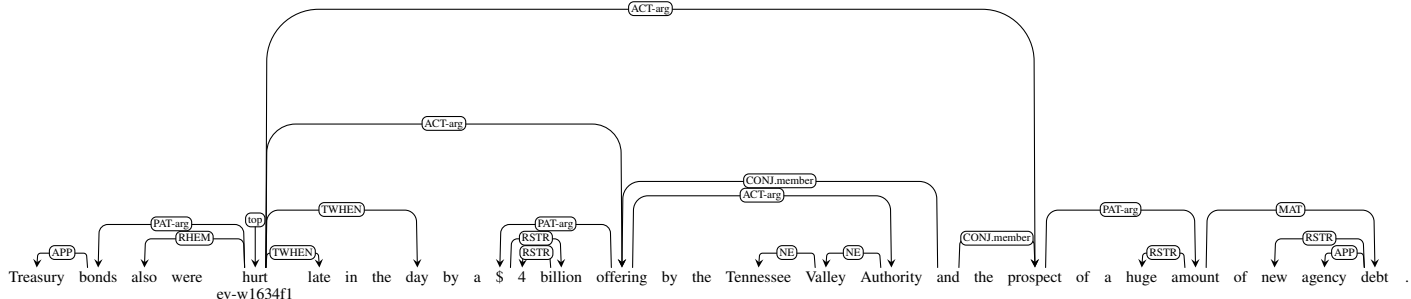 ACT-arg
ACT-arg
CONJ.member
ACT-arg
TWHEN PAT-arg MAT
top
PAT-arg PAT-arg
RHEM RSTR CONJ.member RSTR
APP TWHEN RSTR NE NE RSTR APP
Treasury bonds also were hurt late in the day by a $ 4 billion offering by the Tennessee Valley Authority and the prospect of a huge amount of new agency debt .
ev-w1634f1